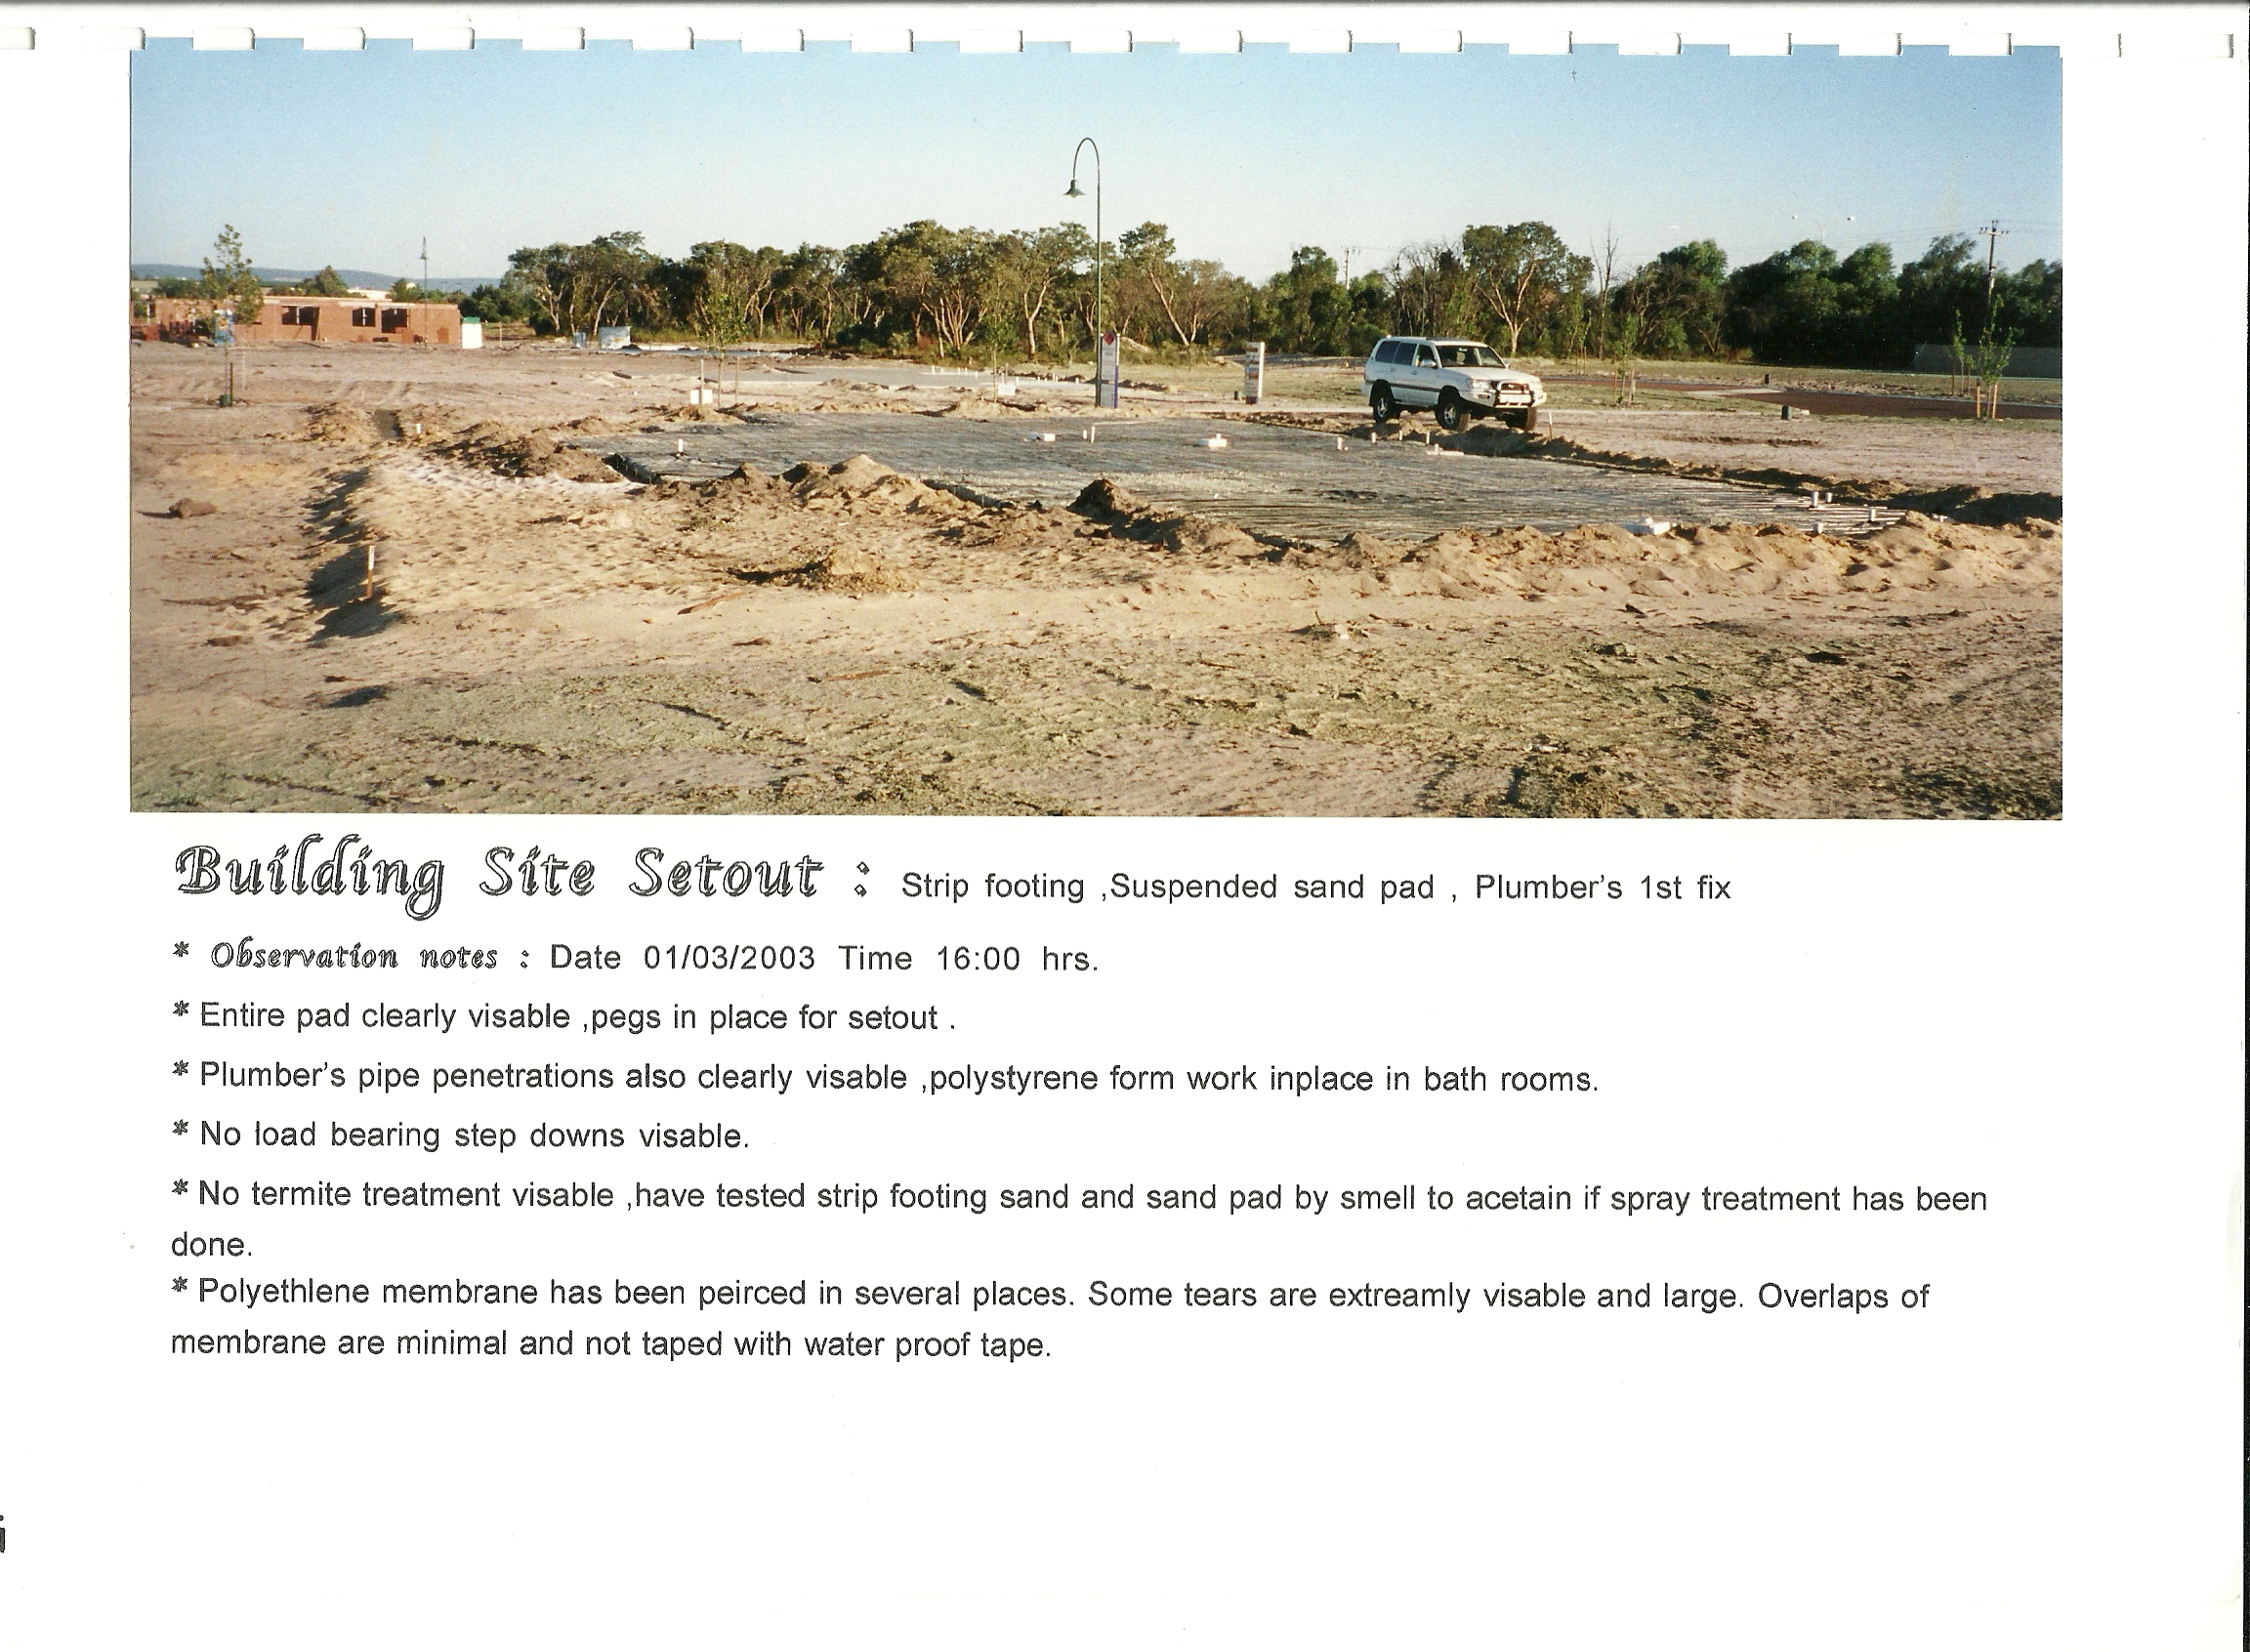 Building Site Setout : Strip footing ,Suspended sand pad , Plumber's 1st fix
* Observation notes : Date 01/03/2003 Time 16:00 hrs.
* Entire pad clearly visable ,pegs in place for setout .
* Plumber's pipe penetrations also clearly visable ,polystyrene form work inplace in bath rooms.
* No load bearing step downs visable.
* No termite treatment visable ,have tested strip footing sand and sand pad by smell to acetain if spray treatment has been
done.
* Polyethlene membrane has been peirced in several places. Some tears are extreamly visable and large. Overlaps of
membrane are minimal and not taped with water proof tape.